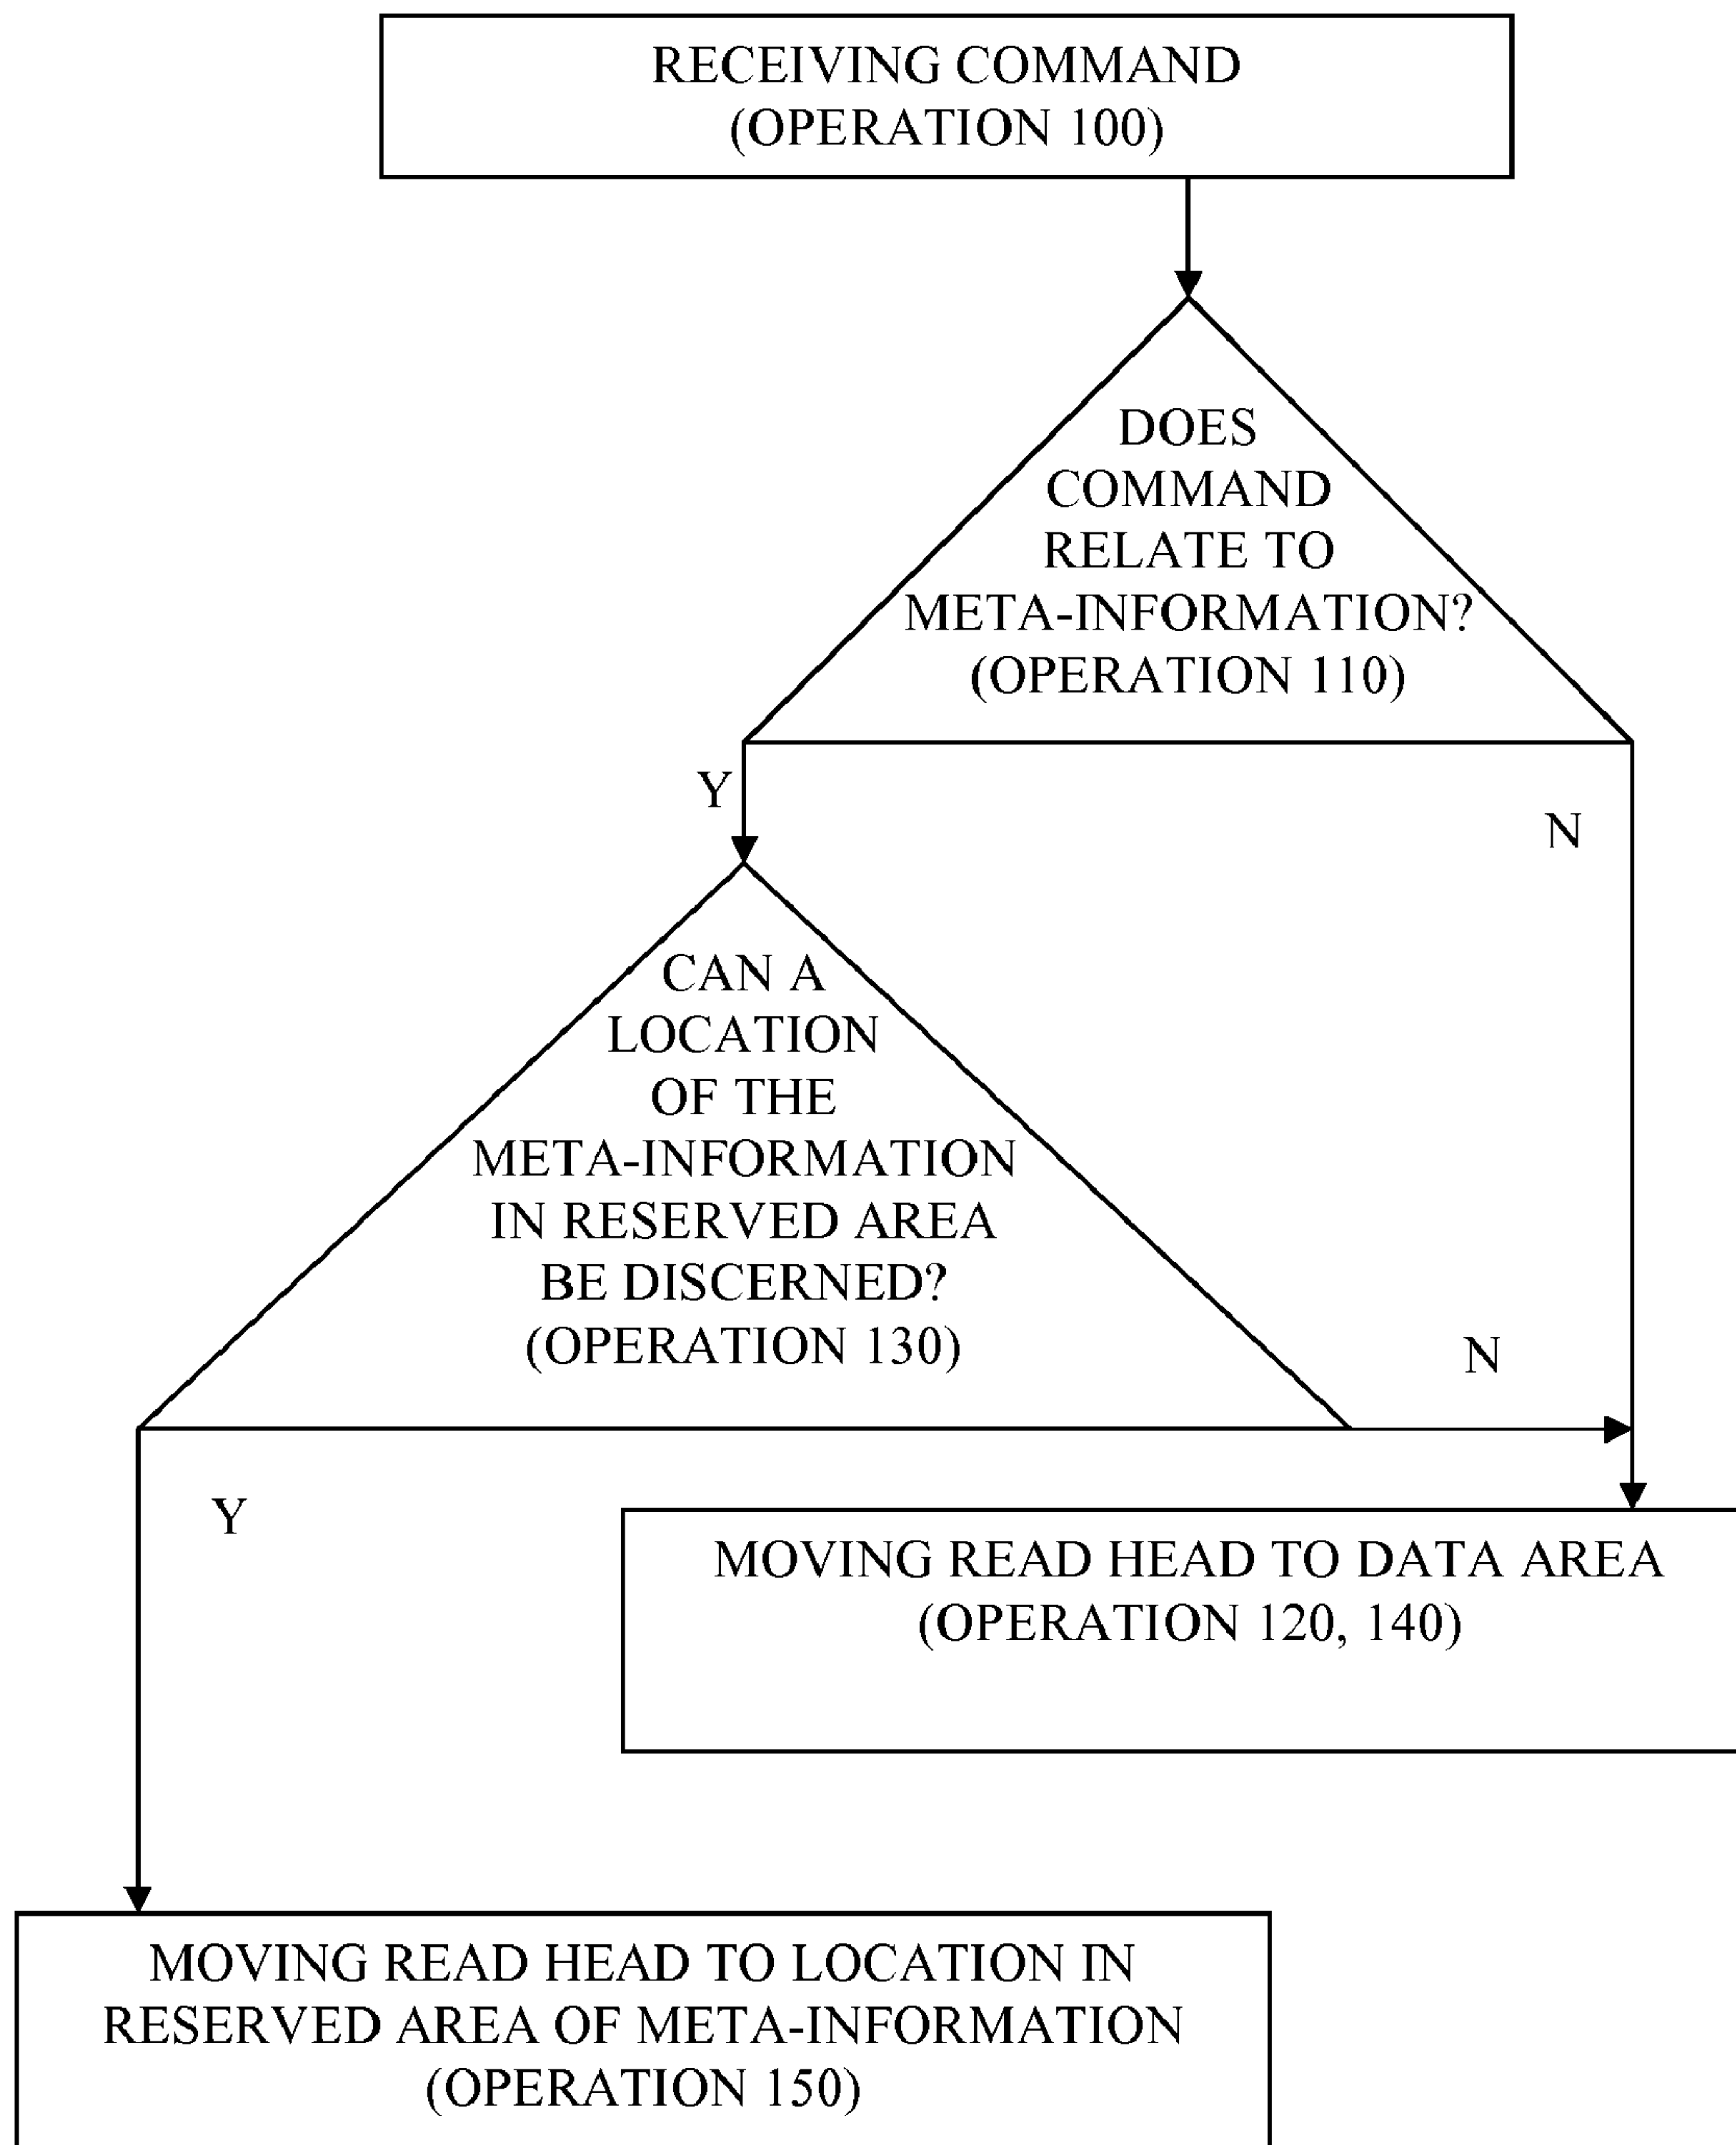 RECEIVING COMMAND
(OPERATION 100)
DOES
COMMAND
RELATE TO
META-INFORMATION?
(OPERATION 110)
Y
N
CAN A
LOCATION
OF THE
META-INFORMATION
IN RESERVED AREA
BE DISCERNED?
(OPERATION 130)
N
Y
MOVING READ HEAD TO DATA AREA
(OPERATION 120, 140)
MOVING READ HEAD TO LOCATION IN
RESERVED AREA OF META-INFORMATION
(OPERATION 150)